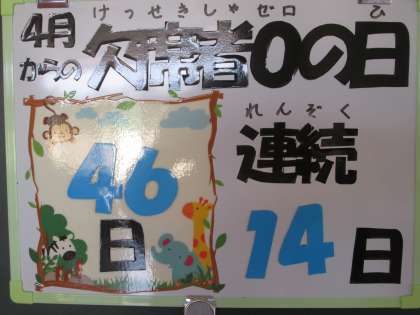 けっせきしゃゼロ ひ
4月からの欠席者0の日
れんぞく
46日 連続14日